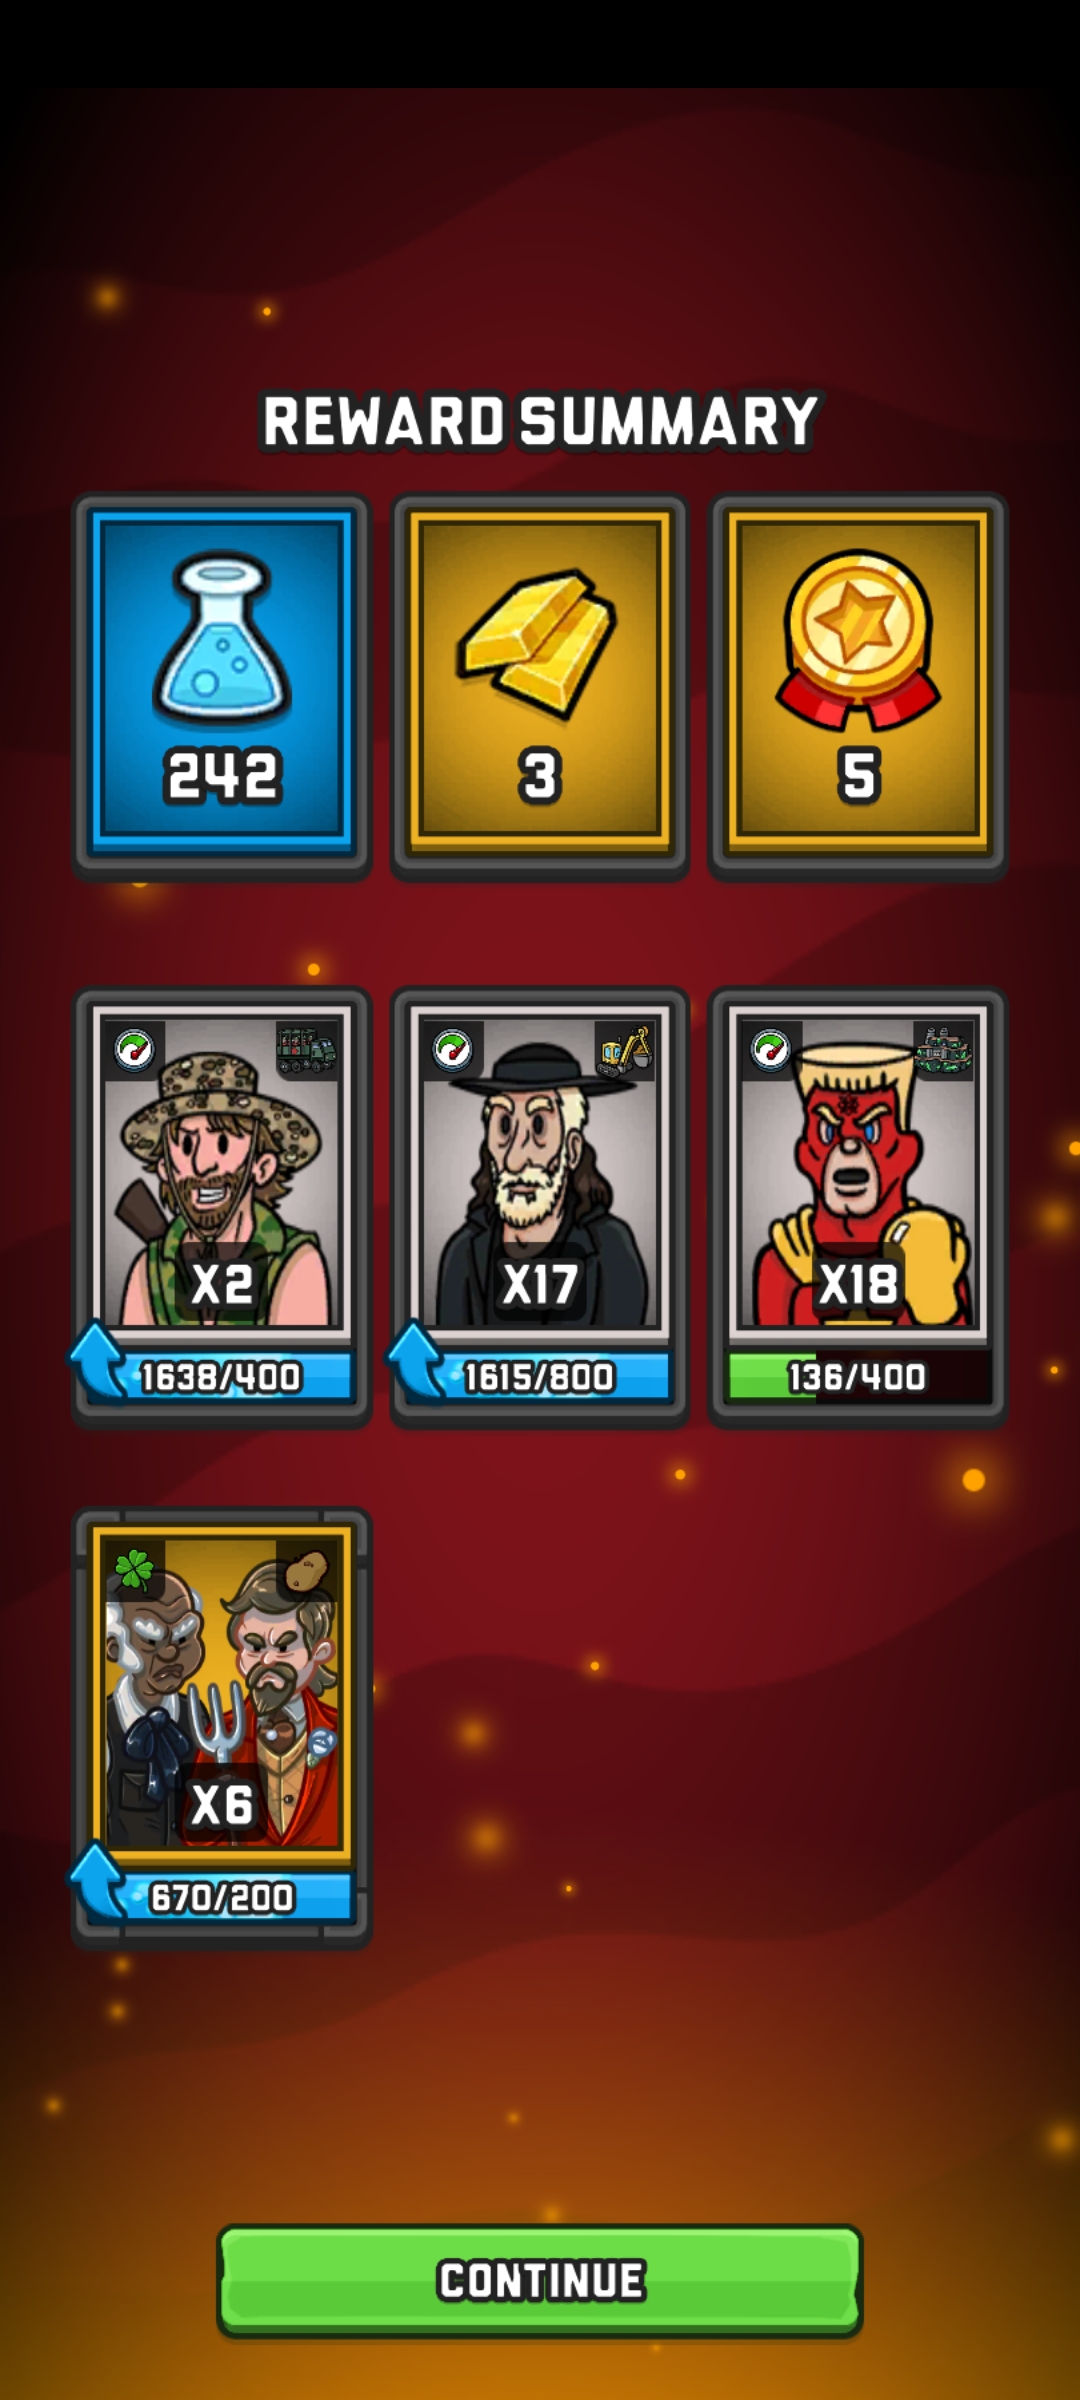 REWARD SUMMARY
242
3
5
X2
X17
X18
1638/400
1615/800
136/400
X6
670/200
CONTINUE